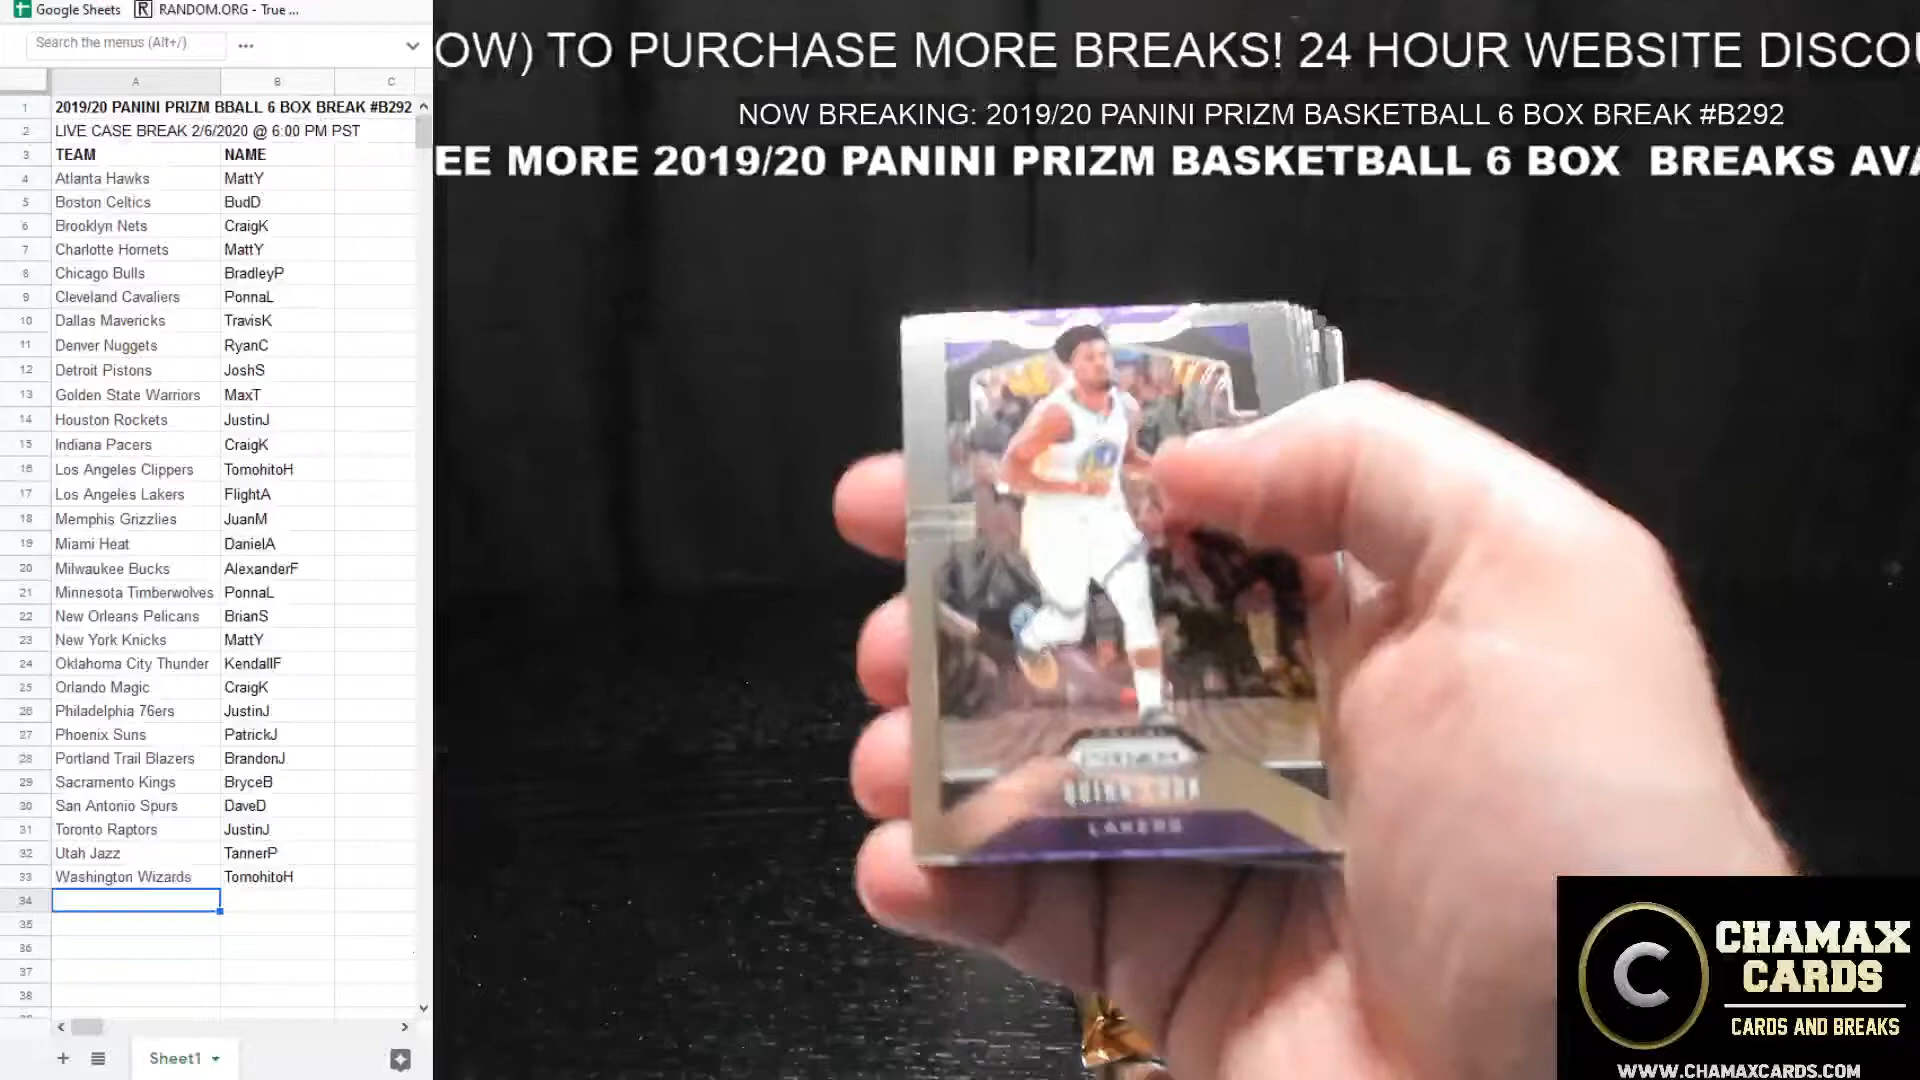 Google Sheets RANDOM.ORG - True ...
Search the menus (Alt+/)
A B C
1 2019/20 PANINI PRIZM BBALL 6 BOX BREAK #B292
2 LIVE CASE BREAK 2/6/2020 @ 6:00 PM PST
3 TEAM NAME
4 Atlanta Hawks MattY
5 Boston Celtics BudD
6 Brooklyn Nets CraigK
7 Charlotte Hornets MattY
8 Chicago Bulls BradleyP
9 Cleveland Cavaliers PonnaL
10 Dallas Mavericks TravisK
11 Denver Nuggets RyanC
12 Detroit Pistons JoshS
13 Golden State Warriors MaxT
14 Houston Rockets JustinJ
15 Indiana Pacers CraigK
16 Los Angeles Clippers TomohitoH
17 Los Angeles Lakers FlightA
18 Memphis Grizzlies JuanM
19 Miami Heat DanielA
20 Milwaukee Bucks AlexanderF
21 Minnesota Timberwolves PonnaL
22 New Orleans Pelicans BrianS
23 New York Knicks MattY
24 Oklahoma City Thunder KendallF
25 Orlando Magic CraigK
26 Philadelphia 76ers JustinJ
27 Phoenix Suns PatrickJ
28 Portland Trail Blazers BrandonJ
29 Sacramento Kings BryceB
30 San Antonio Spurs DaveD
31 Toronto Raptors JustinJ
32 Utah Jazz TannerP
33 Washington Wizards TomohitoH
34
35
36
37
38
Sheet1
OW) TO PURCHASE MORE BREAKS! 24 HOUR WEBSITE DISCOU
NOW BREAKING: 2019/20 PANINI PRIZM BASKETBALL 6 BOX BREAK #B292
EE MORE 2019/20 PANINI PRIZM BASKETBALL 6 BOX BREAKS AVA
PRIZM
QUINN COOK
LAKERS
C
CHAMAX
CARDS
CARDS AND BREAKS
WWW.CHAMAXCARDS.COM